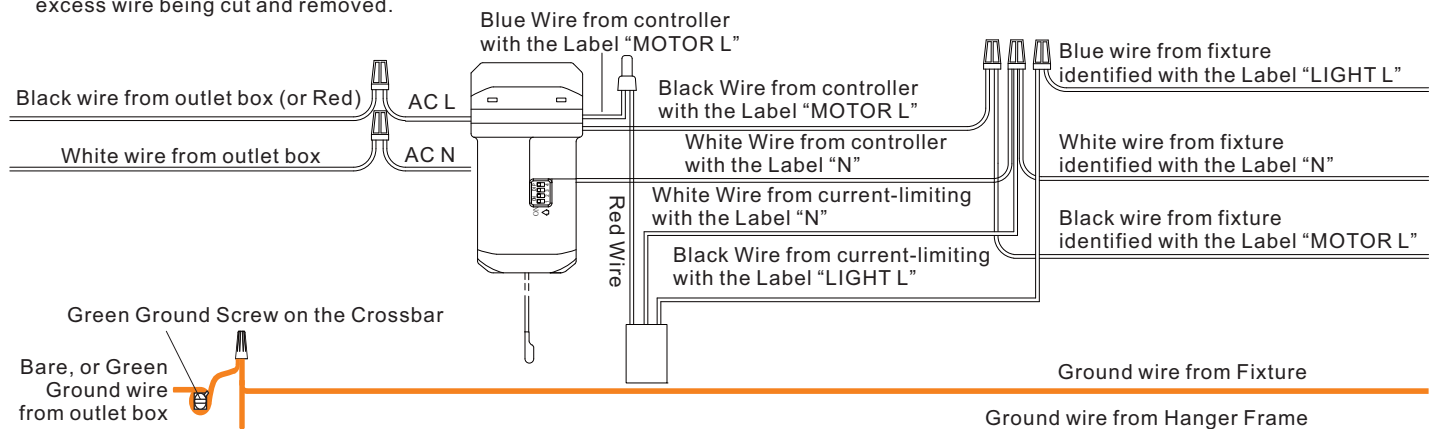 excess wire being cut and removed.
Blue Wire from controller
with the Label “MOTOR L”
Black wire from outlet box (or Red)
AC L
Black Wire from controller
with the Label “MOTOR L”
Blue wire from fixture
identified with the Label “LIGHT L”
White wire from outlet box
AC N
White Wire from controller
with the Label “N”
White wire from fixture
identified with the Label “N”
Red Wire
White Wire from current-limiting
with the Label “N”
Black wire from fixture
identified with the Label “MOTOR L”
Black Wire from current-limiting
with the Label “LIGHT L”
Green Ground Screw on the Crossbar
Bare, or Green
Ground wire
from outlet box
Ground wire from Fixture
Ground wire from Hanger Frame